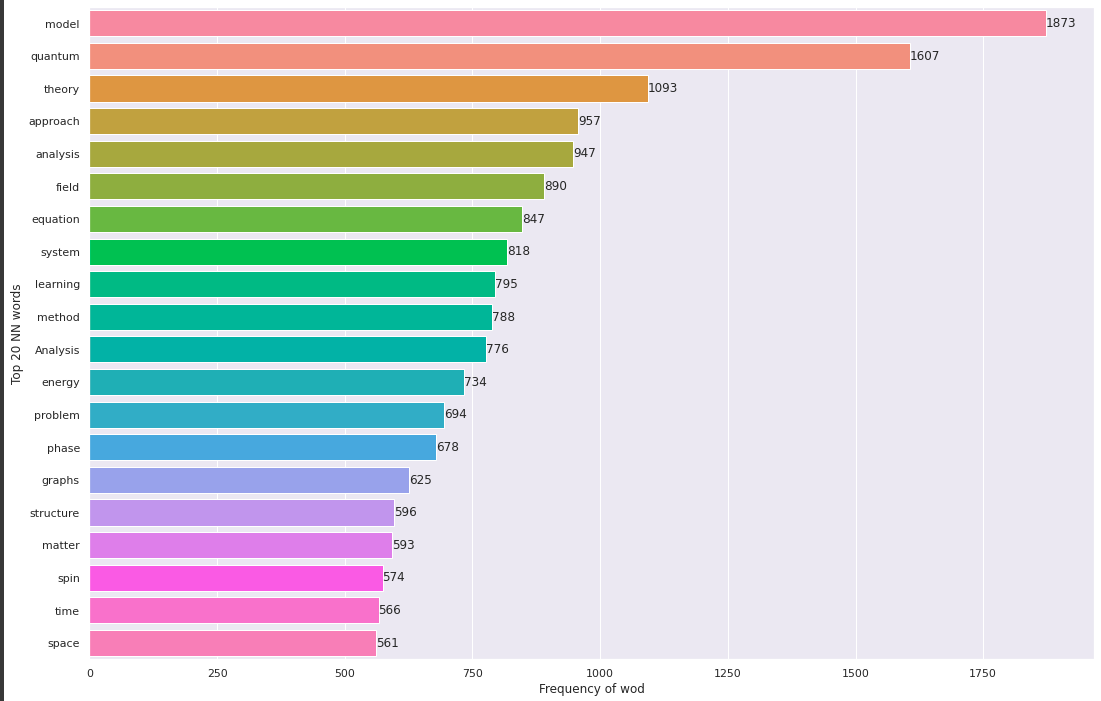 Top 20 NN words
model 1873
quantum 1607
theory 1093
approach 957
analysis 947
field 890
equation 847
system 818
learning 795
method 788
Analysis 776
energy 734
problem 694
phase 678
graphs 625
structure 596
matter 593
spin 574
time 566
space 561
0 250 500 750 1000 1250 1500 1750
Frequency of wod